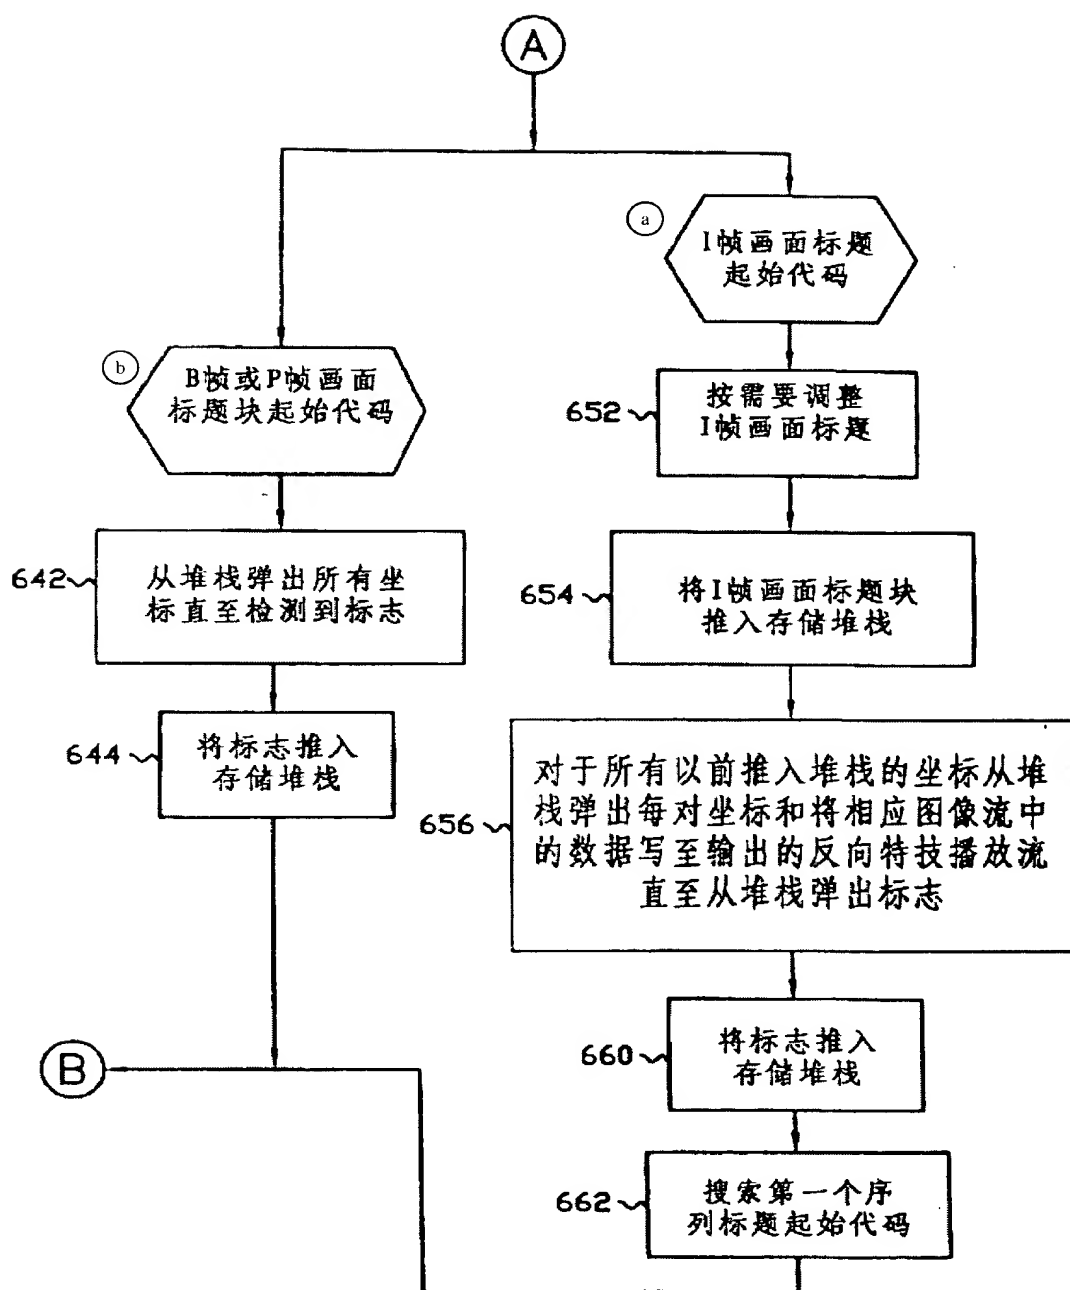 A
a
I帧画面标题
起始代码
b
B帧或P帧画面
标题块起始代码
652
按需要调整
I帧画面标题
642
从堆栈弹出所有坐
标直至检测到标志
654
将I帧画面标题块
推入存储堆栈
644
将标志推入
存储堆栈
656
对于所有以前推入堆栈的坐标从堆
栈弹出每对坐标和将相应图像流中
的数据写至输出的反向特技播放流
直至从堆栈弹出标志
660
将标志推入
存储堆栈
B
662
搜索第一个序
列标题起始代码